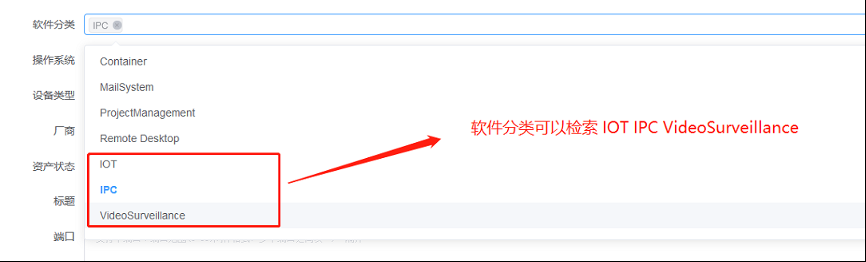 软件分类
IPC
操作系统
Container
MailSystem
设备类型
ProjectManagement
厂商
Remote Desktop
软件分类可以检索 IOT IPC VideoSurveillance
资产状态
IOT
IPC
标题
VideoSurveillance
端口